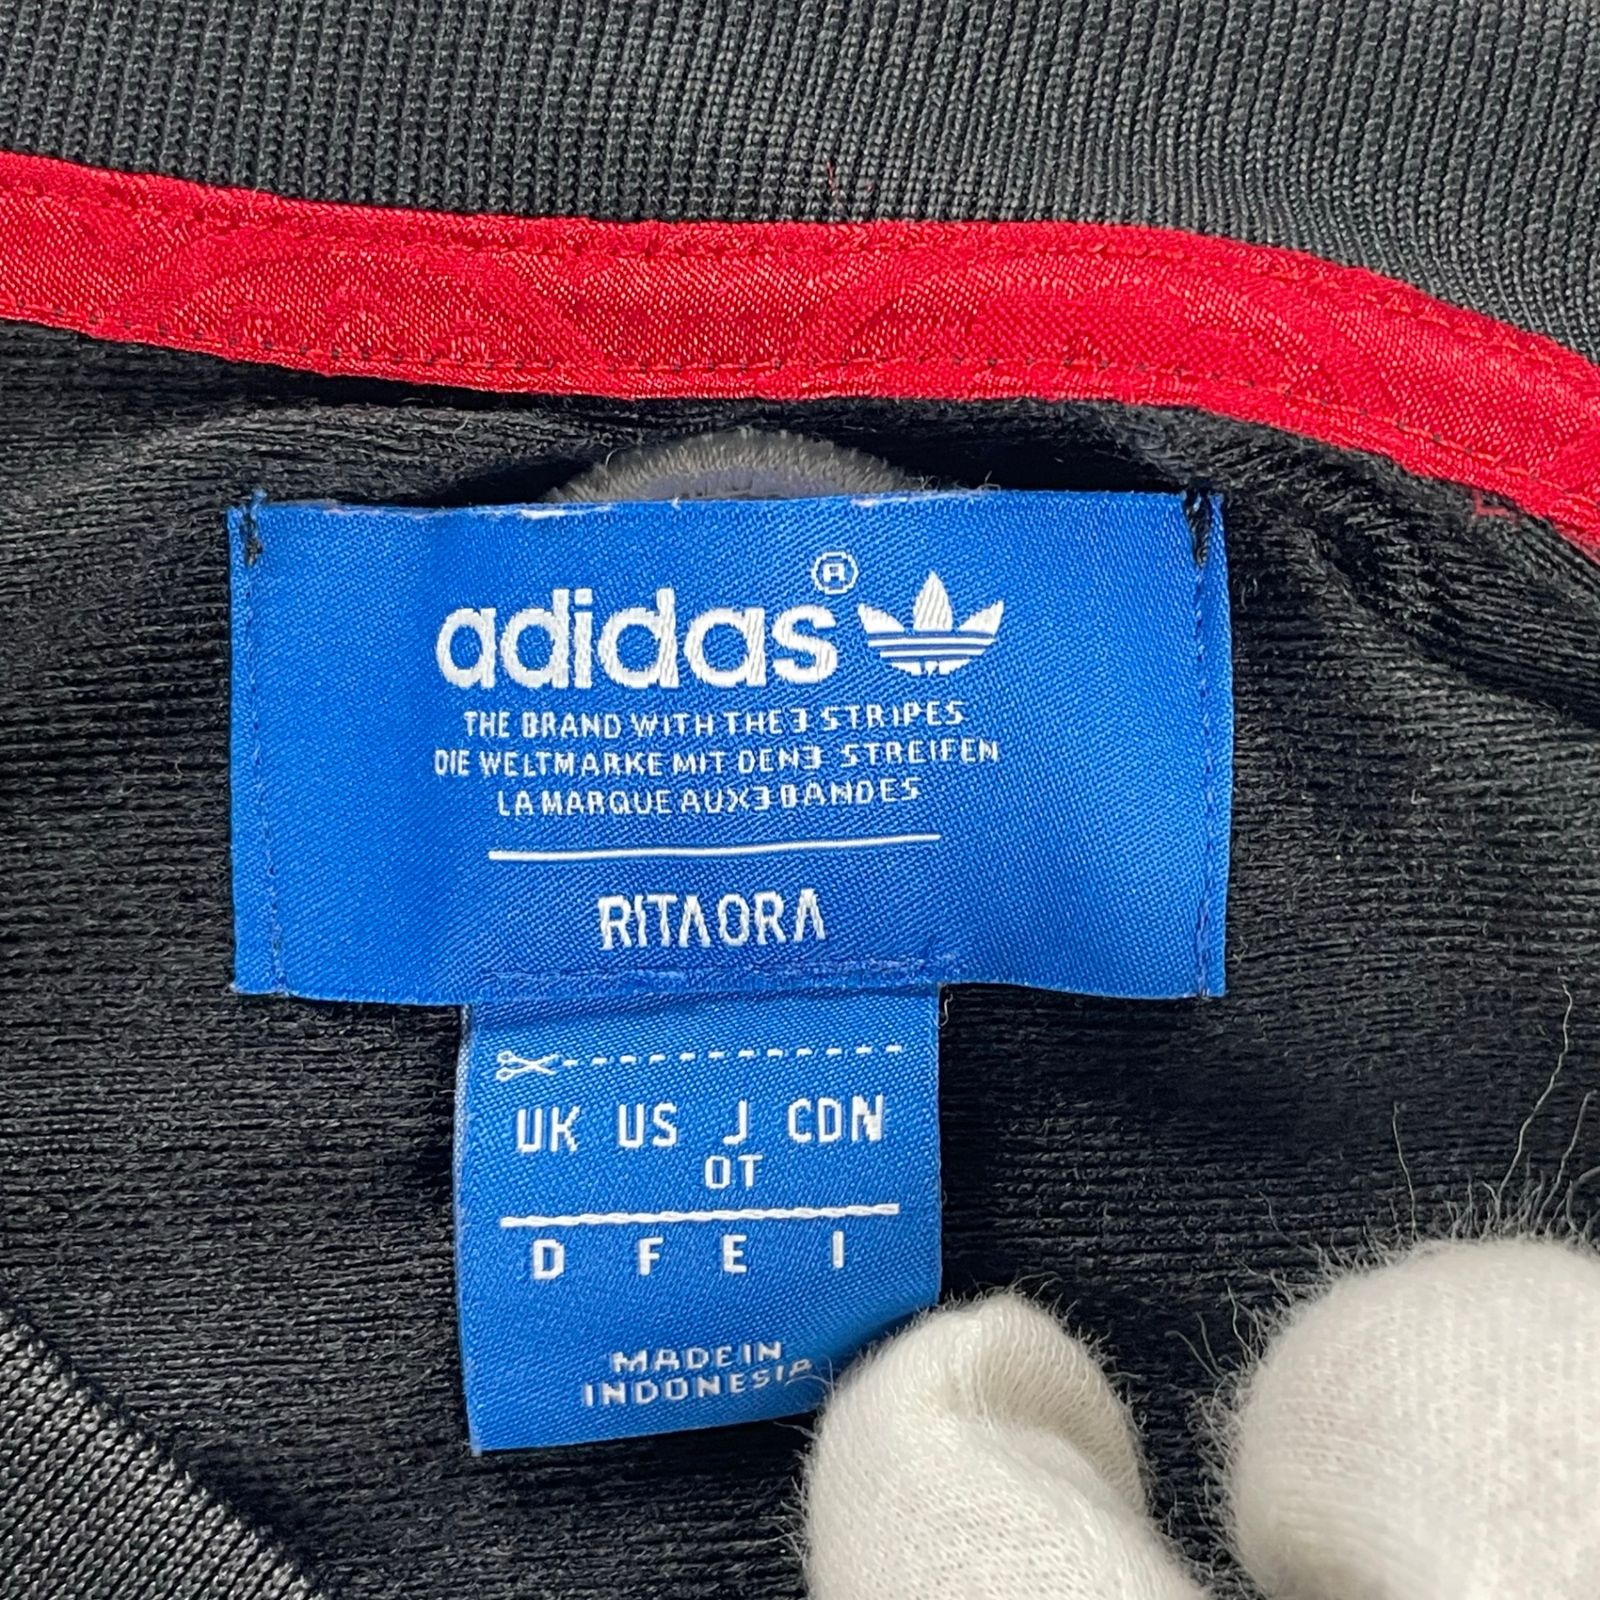 adidas®
THE BRAND WITH THE 3 STRIPES
DIE WELTMARKE MIT DEN 3 STREIFEN
LA MARQUE AUX 3 BANDES
RITA ORA
UK US J CDN
OT
D F E I
MADE IN
INDONESIA